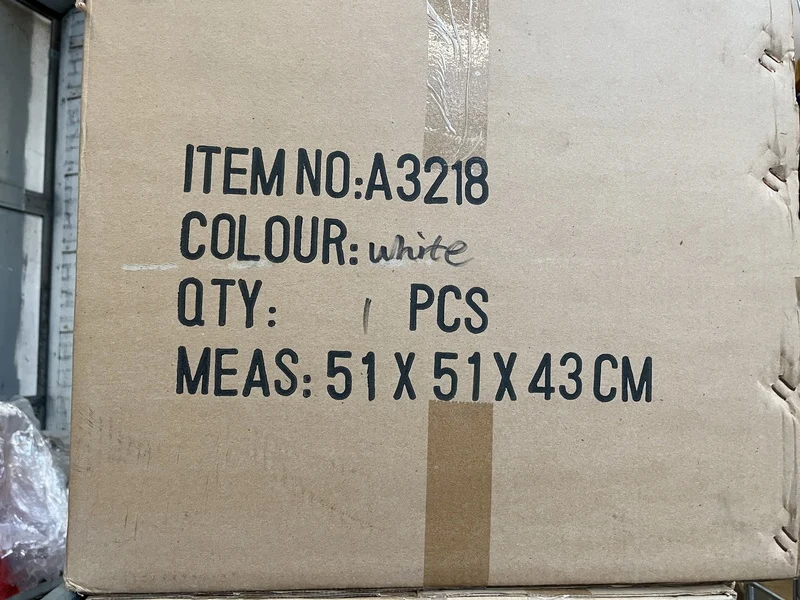 ITEM NO:A3218
COLOUR: white
QTY: 1 PCS
MEAS: 51 X 51 X 43 CM